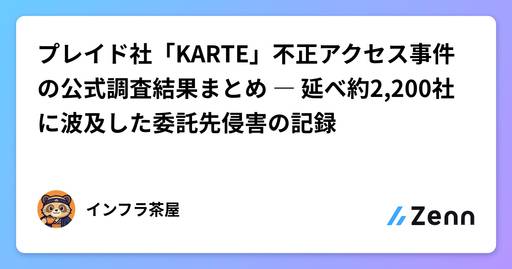 プレイド社「KARTE」不正アクセス事件
の公式調査結果まとめ — 延べ約2,200社
に波及した委託先侵害の記録
インフラ茶屋
Zenn